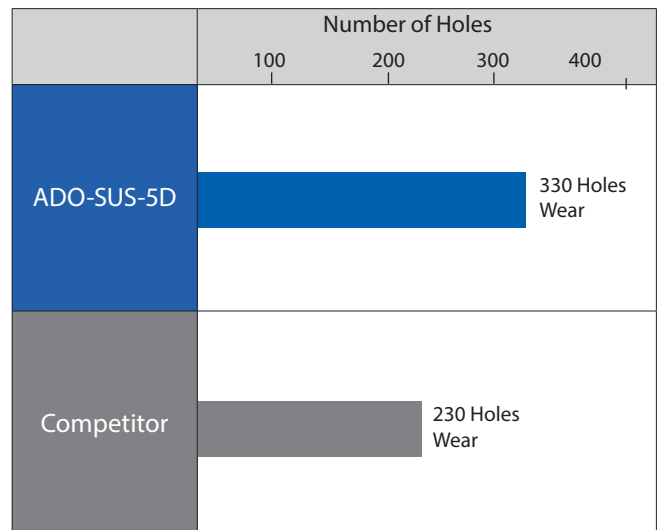 Number of Holes
100 200 300 400
ADO-SUS-5D
330 Holes
Wear
Competitor
230 Holes
Wear